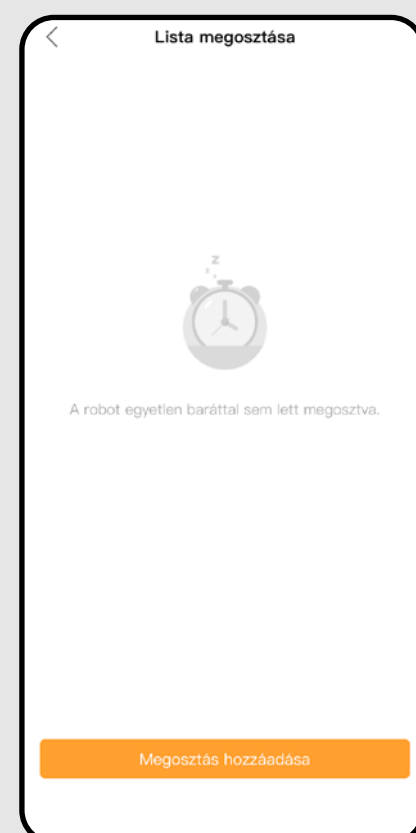 Lista megosztása
z
z
z
A robot egyetlen baráttal sem lett megosztva.
Megosztás hozzáadása